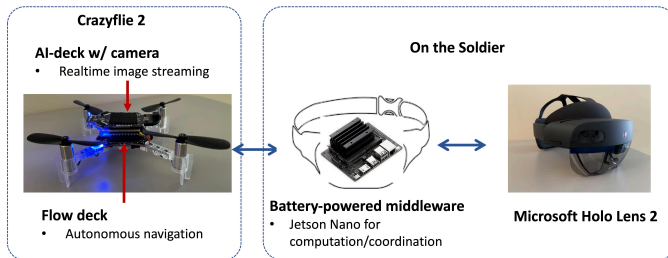 Crazyflie 2
AI-deck w/ camera
• Realtime image streaming
Flow deck
• Autonomous navigation
On the Soldier
Battery-powered middleware
• Jetson Nano for
computation/coordination
Microsoft Holo Lens 2